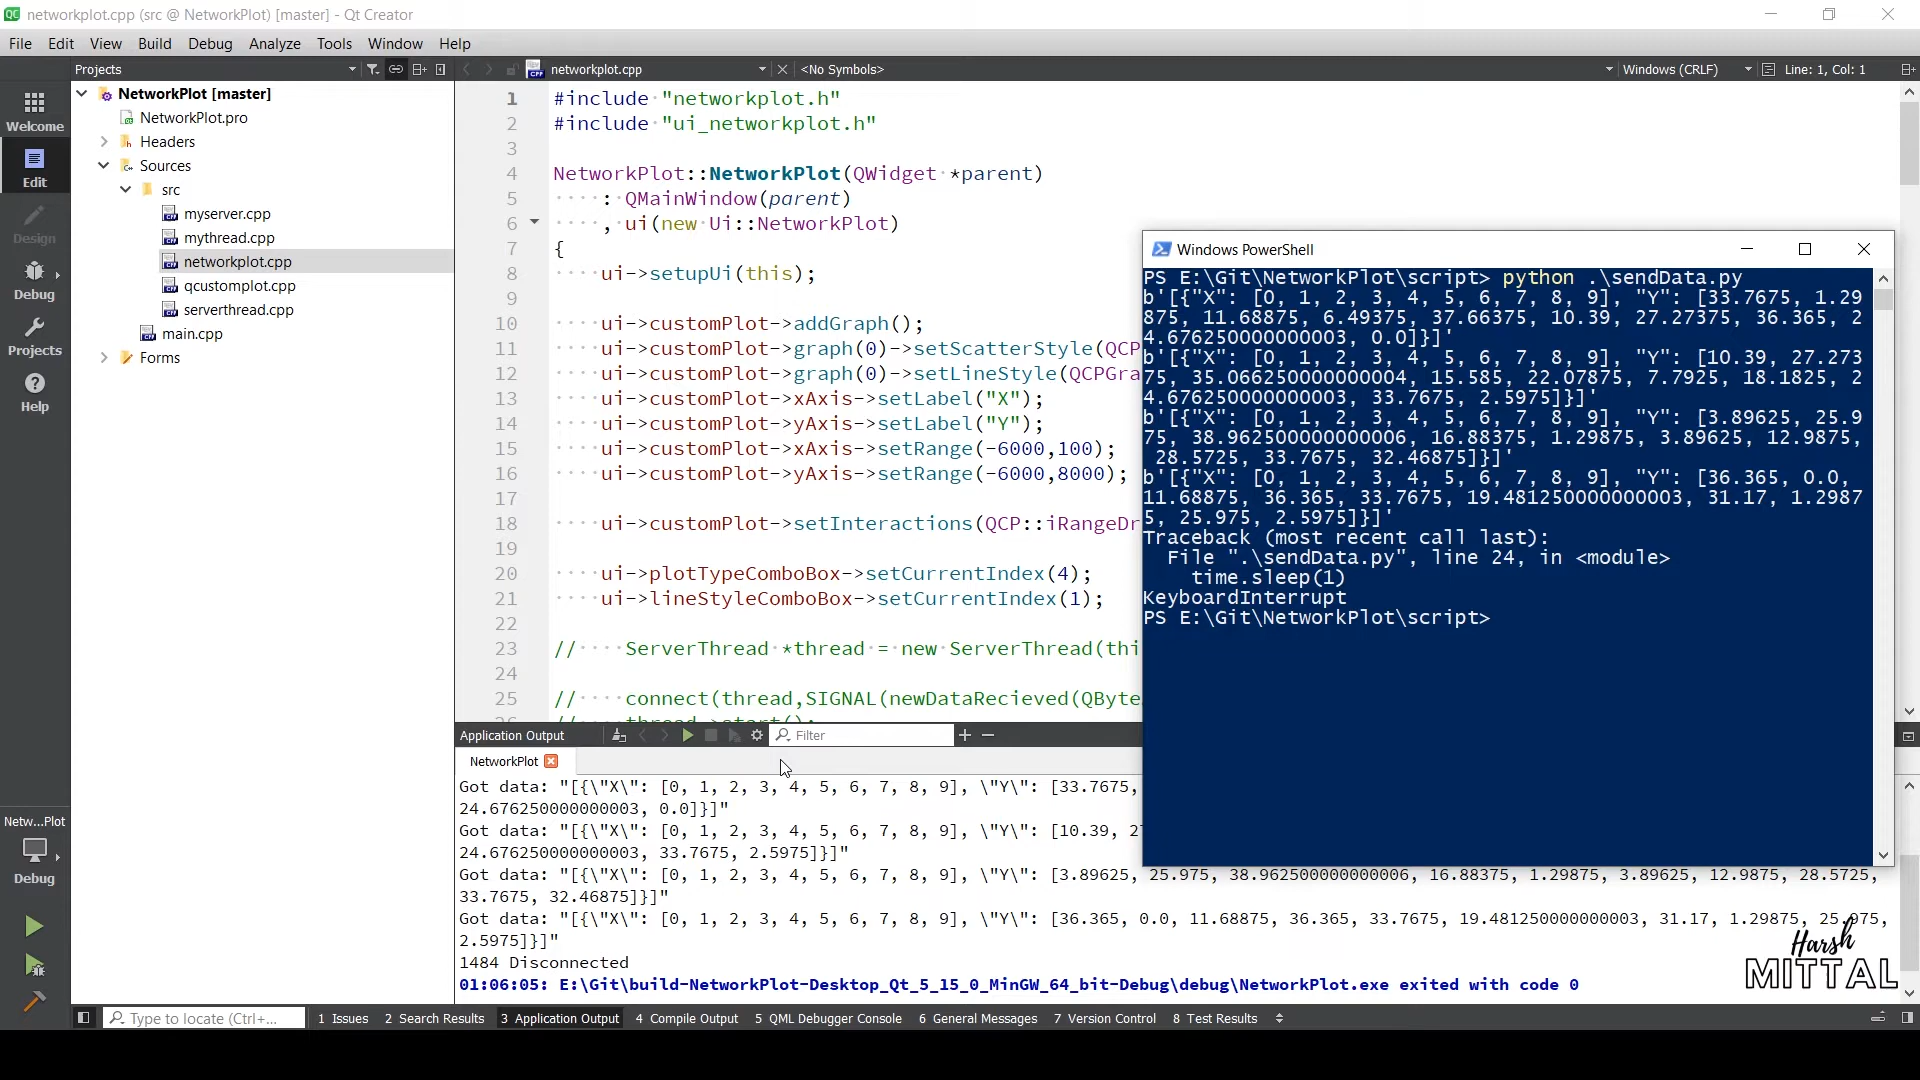 networkplot.cpp (src @ NetworkPlot) [master] - Qt Creator
File Edit View Build Debug Analyze Tools Window Help
Projects
networkplot.cpp
<No Symbols>
Windows (CRLF)
Line: 1, Col: 1
Welcome
Edit
Design
Debug
Projects
Help
Netw...Plot
Debug
NetworkPlot [master]
NetworkPlot.pro
Headers
Sources
src
myserver.cpp
mythread.cpp
networkplot.cpp
qcustomplot.cpp
serverthread.cpp
main.cpp
Forms
1 #include "networkplot.h"
2 #include "ui_networkplot.h"
3
4 NetworkPlot::NetworkPlot(QWidget *parent)
5 : QMainWindow(parent)
6 , ui(new Ui::NetworkPlot)
7 {
8 ui->setupUi(this);
9
10 ui->customPlot->addGraph();
11 ui->customPlot->graph(0)->setScatterStyle(QCP
12 ui->customPlot->graph(0)->setLineStyle(QCPGra
13 ui->customPlot->xAxis->setLabel("X");
14 ui->customPlot->yAxis->setLabel("Y");
15 ui->customPlot->xAxis->setRange(-6000,100);
16 ui->customPlot->yAxis->setRange(-6000,8000);
17
18 ui->customPlot->setInteractions(QCP::iRangeDr
19
20 ui->plotTypeComboBox->setCurrentIndex(4);
21 ui->lineStyleComboBox->setCurrentIndex(1);
22
23 // ServerThread *thread = new ServerThread(thi
24
25 // connect(thread,SIGNAL(newDataRecieved(QByte
Windows PowerShell
PS E:\Git\NetworkPlot\script> python .\sendData.py
b'[{"X": [0, 1, 2, 3, 4, 5, 6, 7, 8, 9], "Y": [33.7675, 1.29
875, 11.68875, 6.49375, 37.66375, 10.39, 27.27375, 36.365, 2
4.676250000000003, 0.0]}]'
b'[{"X": [0, 1, 2, 3, 4, 5, 6, 7, 8, 9], "Y": [10.39, 27.273
75, 35.066250000000004, 15.585, 22.07875, 7.7925, 18.1825, 2
4.676250000000003, 33.7675, 2.5975]}]'
b'[{"X": [0, 1, 2, 3, 4, 5, 6, 7, 8, 9], "Y": [3.89625, 25.9
75, 38.962500000000006, 16.88375, 1.29875, 3.89625, 12.9875,
28.5725, 33.7675, 32.46875]}]'
b'[{"X": [0, 1, 2, 3, 4, 5, 6, 7, 8, 9], "Y": [36.365, 0.0,
11.68875, 36.365, 33.7675, 19.481250000000003, 31.17, 1.2987
5, 25.975, 2.5975]}]'
Traceback (most recent call last):
File ".\sendData.py", line 24, in <module>
time.sleep(1)
KeyboardInterrupt
PS E:\Git\NetworkPlot\script>
Application Output
Filter
NetworkPlot
Got data: "[{\"X\": [0, 1, 2, 3, 4, 5, 6, 7, 8, 9], \"Y\": [33.7675,
24.676250000000003, 0.0]}]"
Got data: "[{\"X\": [0, 1, 2, 3, 4, 5, 6, 7, 8, 9], \"Y\": [10.39, 2
24.676250000000003, 33.7675, 2.5975]}]"
Got data: "[{\"X\": [0, 1, 2, 3, 4, 5, 6, 7, 8, 9], \"Y\": [3.89625, 25.975, 38.962500000000006, 16.88375, 1.29875, 3.89625, 12.9875, 28.5725,
33.7675, 32.46875]}]"
Got data: "[{\"X\": [0, 1, 2, 3, 4, 5, 6, 7, 8, 9], \"Y\": [36.365, 0.0, 11.68875, 36.365, 33.7675, 19.481250000000003, 31.17, 1.29875, 25.975,
2.5975]}]"
1484 Disconnected
01:06:05: E:\Git\build-NetworkPlot-Desktop_Qt_5_15_0_MinGW_64_bit-Debug\debug\NetworkPlot.exe exited with code 0
Harsh
MITTAL
Type to locate (Ctrl+...
1 Issues 2 Search Results 3 Application Output 4 Compile Output 5 QML Debugger Console 6 General Messages 7 Version Control 8 Test Results